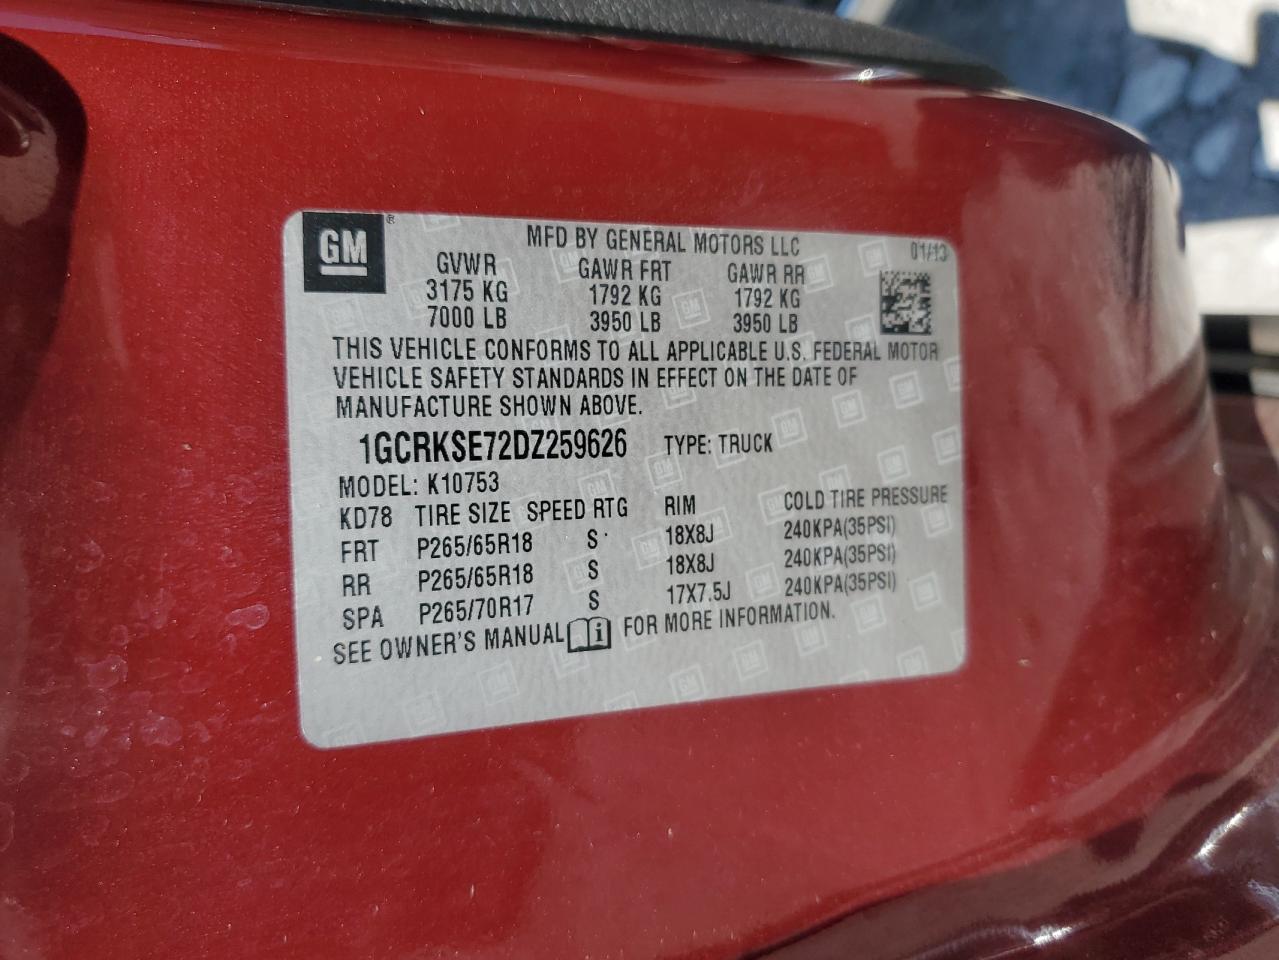 GM ®
MFD BY GENERAL MOTORS LLC 01/13
GVWR GAWR FRT GAWR RR
3175 KG 1792 KG 1792 KG
7000 LB 3950 LB 3950 LB
THIS VEHICLE CONFORMS TO ALL APPLICABLE U.S. FEDERAL MOTOR
VEHICLE SAFETY STANDARDS IN EFFECT ON THE DATE OF
MANUFACTURE SHOWN ABOVE.
1GCRKSE72DZ259626 TYPE: TRUCK
MODEL: K10753
KD78 TIRE SIZE SPEED RTG RIM COLD TIRE PRESSURE
FRT P265/65R18 S 18X8J 240KPA(35PSI)
RR P265/65R18 S 18X8J 240KPA(35PSI)
SPA P265/70R17 S 17X7.5J 240KPA(35PSI)
SEE OWNER'S MANUAL FOR MORE INFORMATION.